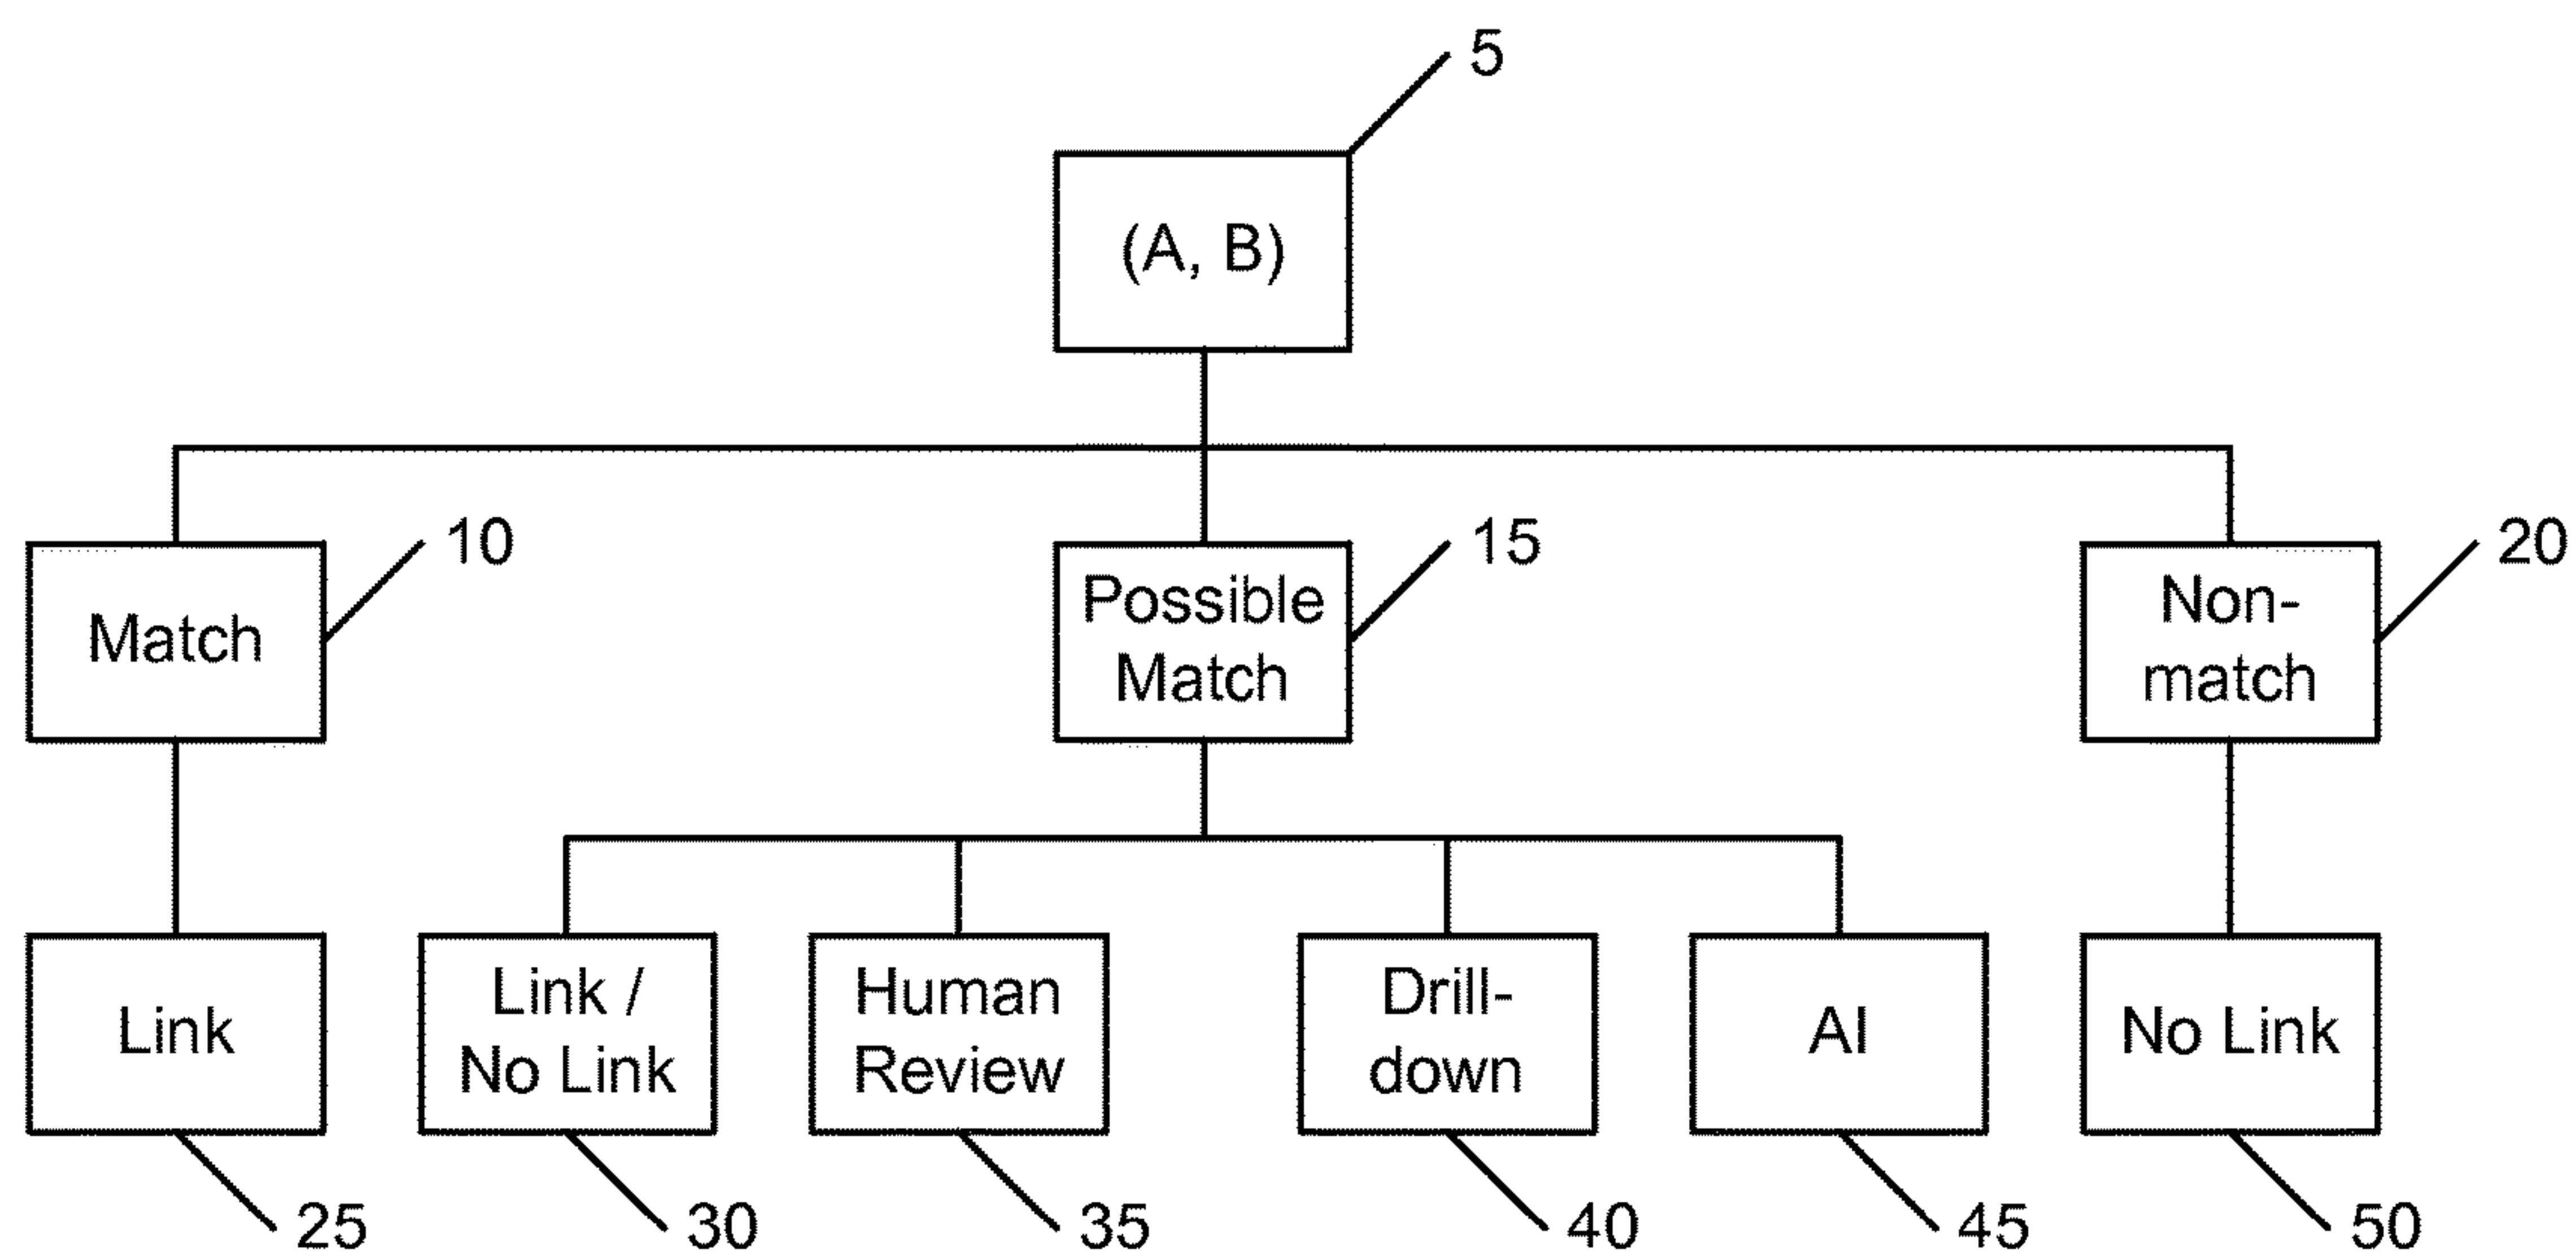 5
(A, B)
10
15
20
Match
Possible
Match
Non-
match
Link
Link /
No Link
Human
Review
Drill-
down
AI
No Link
25
30
35
40
45
50